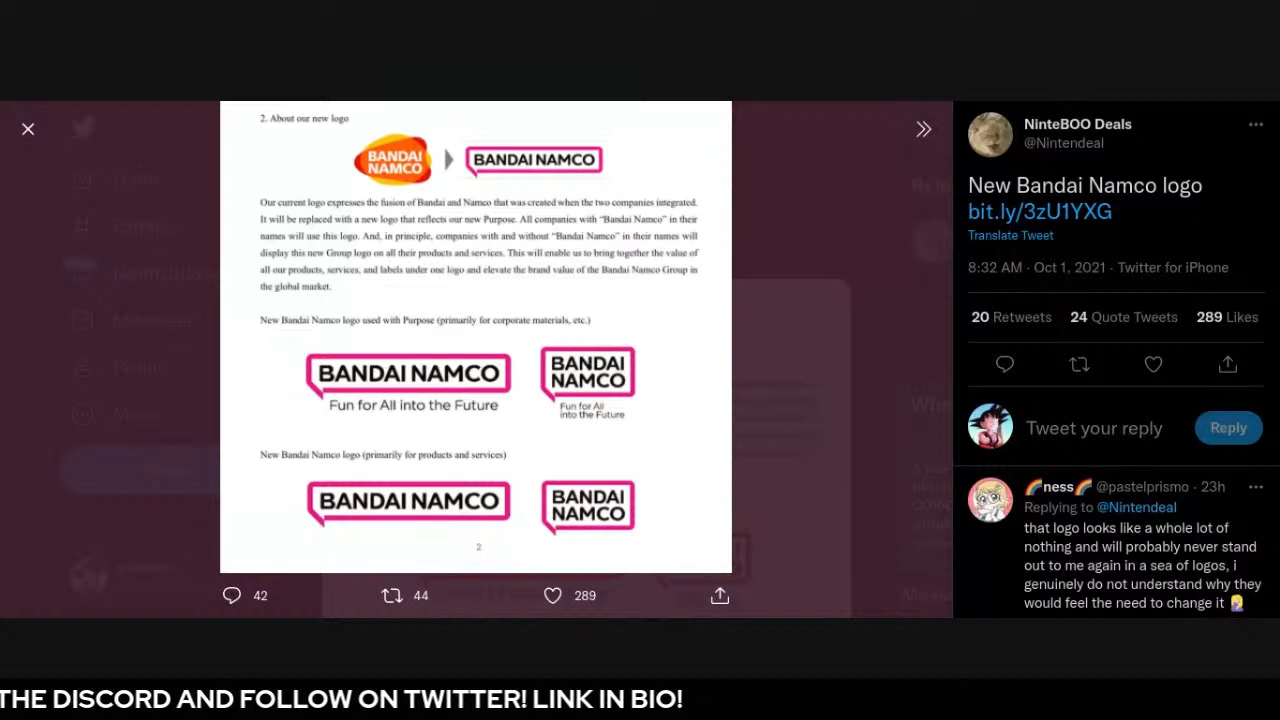 2. About our new logo
BANDAI
NAMCO
BANDAI NAMCO
Our current logo expresses the fusion of Bandai and Namco that was created when the two companies integrated.
It will be replaced with a new logo that reflects our new Purpose. All companies with “Bandai Namco” in their
names will use this logo. And, in principle, companies with and without “Bandai Namco” in their names will
display this new Group logo on all their products and services. This will enable us to bring together the value of
all our products, services, and labels under one logo and elevate the brand value of the Bandai Namco Group in
the global market.
New Bandai Namco logo used with Purpose (primarily for corporate materials, etc.)
BANDAI NAMCO
Fun for All into the Future
BANDAI
NAMCO
Fun for All
into the Future
New Bandai Namco logo (primarily for products and services)
BANDAI NAMCO
BANDAI
NAMCO
2
42
44
289
NinteBOO Deals
@Nintendeal
New Bandai Namco logo
bit.ly/3zU1YXG
Translate Tweet
8:32 AM · Oct 1, 2021 · Twitter for iPhone
20 Retweets 24 Quote Tweets 289 Likes
Tweet your reply
Reply
🌈ness🌈 @pastelprismo · 23h
Replying to @Nintendeal
that logo looks like a whole lot of
nothing and will probably never stand
out to me again in a sea of logos, i
genuinely do not understand why they
would feel the need to change it
THE DISCORD AND FOLLOW ON TWITTER! LINK IN BIO!